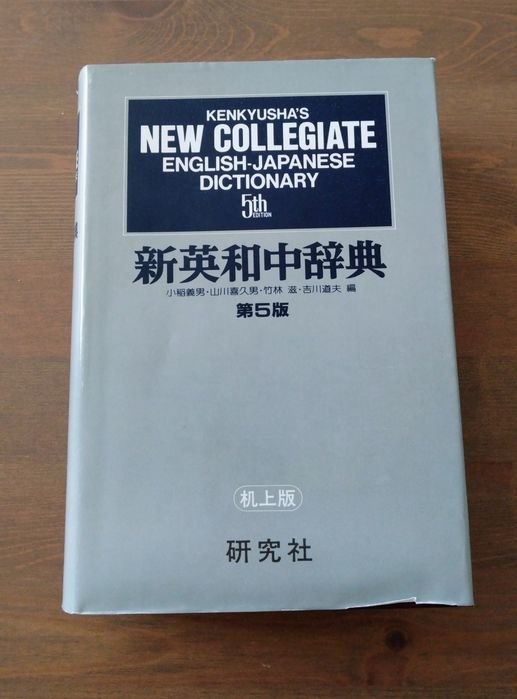 KENKYUSHA'S
NEW COLLEGIATE
ENGLISH-JAPANESE
DICTIONARY
5th EDITION
新英和中辞典
小稲義男・山川喜久男・竹林 滋・吉川道夫 編
第5版
机上版
研究社